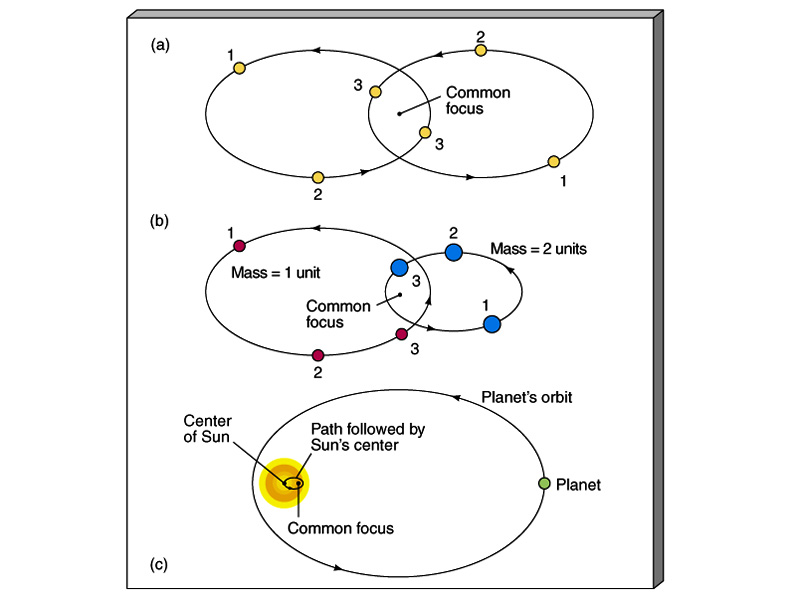 (a)
1
2
3
Common
focus
3
2
1
(b)
1
2
Mass = 2 units
Mass = 1 unit
3
Common
focus
1
3
2
Planet's orbit
Center
of Sun
Path followed by
Sun's center
Planet
Common focus
(c)